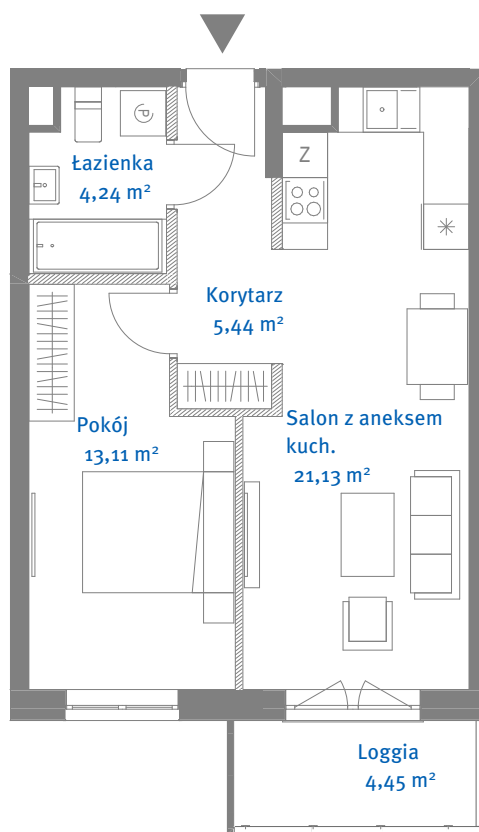 P
Z
Łazienka
4,24 m²
Korytarz
5,44 m²
Pokój
13,11 m²
Salon z aneksem
kuch.
21,13 m²
Loggia
4,45 m²